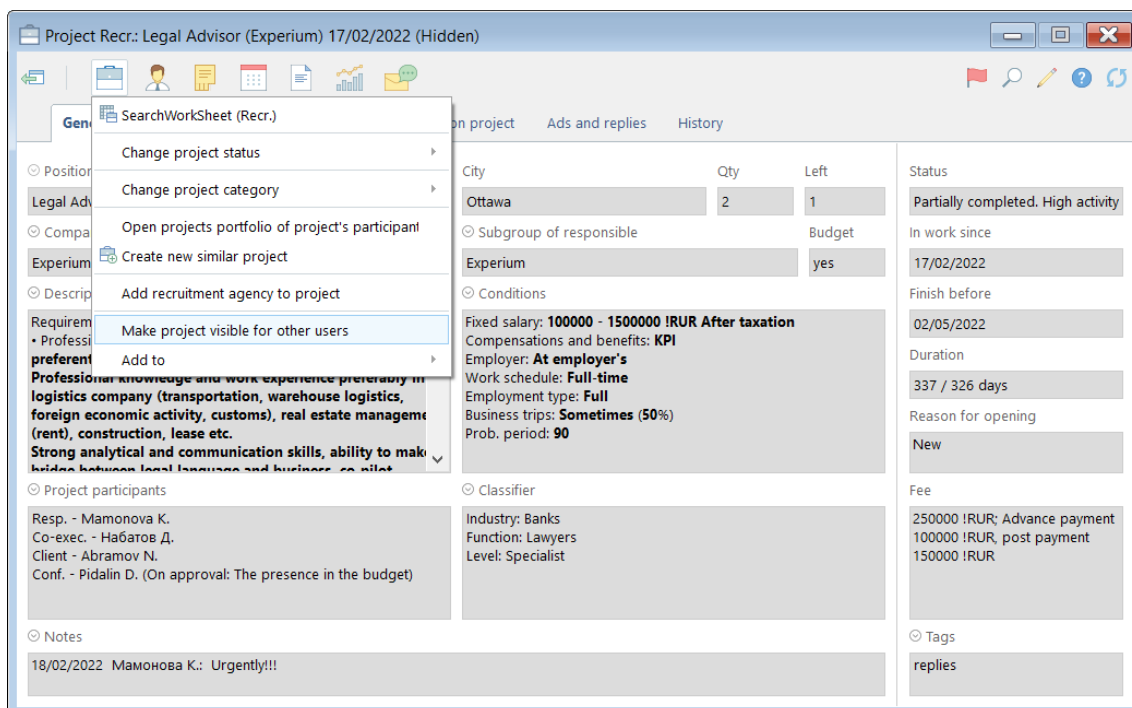 Project Recr.: Legal Advisor (Experium) 17/02/2022 (Hidden)
Gen
on project
Ads and replies
History
SearchWorkSheet (Recr.)
Change project status
Change project category
Open projects portfolio of project's participant
Create new similar project
Add recruitment agency to project
Make project visible for other users
Add to
Position
City
Qty
Left
Status
Legal Adv
Ottawa
2
1
Partially completed. High activity
Compa
Subgroup of responsible
Budget
In work since
Experium
Experium
yes
17/02/2022
Descrip
Conditions
Finish before
Requirem
• Professi
preferent
Professional knowledge and work experience preferably in
logistics company (transportation, warehouse logistics,
foreign economic activity, customs), real estate manageme
(rent), construction, lease etc.
Strong analytical and communication skills, ability to make
bridge between legal language and business, co-pilot
Fixed salary: 100000 - 1500000 !RUR After taxation
Compensations and benefits: KPI
Employer: At employer's
Work schedule: Full-time
Employment type: Full
Business trips: Sometimes (50%)
Prob. period: 90
02/05/2022
Duration
337 / 326 days
Reason for opening
New
Project participants
Classifier
Fee
Resp. - Mamonova K.
Co-exec. - Набатов Д.
Client - Abramov N.
Conf. - Pidalin D. (On approval: The presence in the budget)
Industry: Banks
Function: Lawyers
Level: Specialist
250000 !RUR; Advance payment
100000 !RUR, post payment
150000 !RUR
Notes
Tags
18/02/2022 Мамонова К.: Urgently!!!
replies